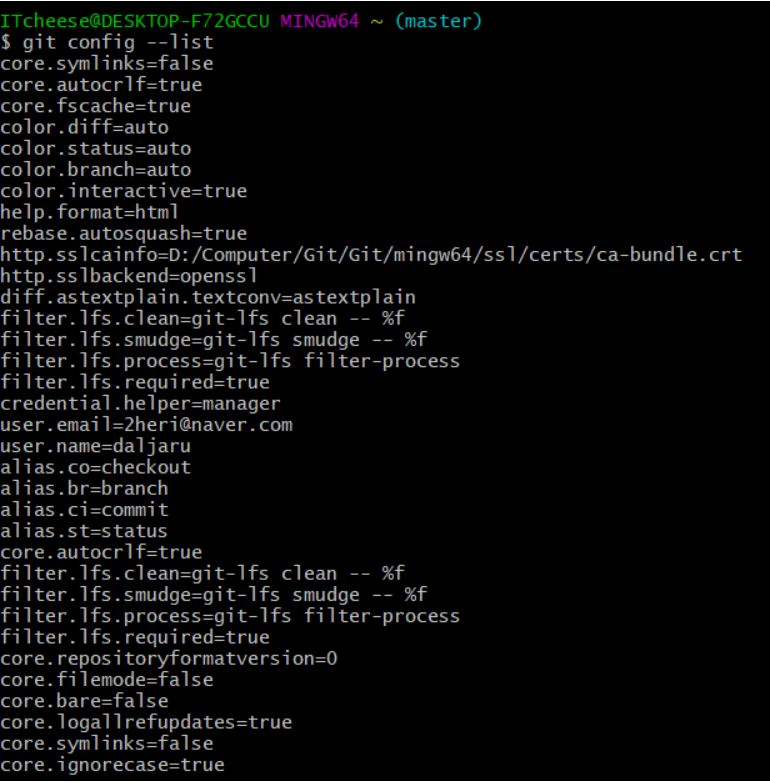 ITcheese@DESKTOP-F72GCCU MINGW64 ~ (master)
$ git config --list
core.symlinks=false
core.autocrlf=true
core.fscache=true
color.diff=auto
color.status=auto
color.branch=auto
color.interactive=true
help.format=html
rebase.autosquash=true
http.sslcainfo=D:/Computer/Git/Git/mingw64/ssl/certs/ca-bundle.crt
http.sslbackend=openssl
diff.astextplain.textconv=astextplain
filter.lfs.clean=git-lfs clean -- %f
filter.lfs.smudge=git-lfs smudge -- %f
filter.lfs.process=git-lfs filter-process
filter.lfs.required=true
credential.helper=manager
user.email=2heri@naver.com
user.name=daljaru
alias.co=checkout
alias.br=branch
alias.ci=commit
alias.st=status
core.autocrlf=true
filter.lfs.clean=git-lfs clean -- %f
filter.lfs.smudge=git-lfs smudge -- %f
filter.lfs.process=git-lfs filter-process
filter.lfs.required=true
core.repositoryformatversion=0
core.filemode=false
core.bare=false
core.logallrefupdates=true
core.symlinks=false
core.ignorecase=true